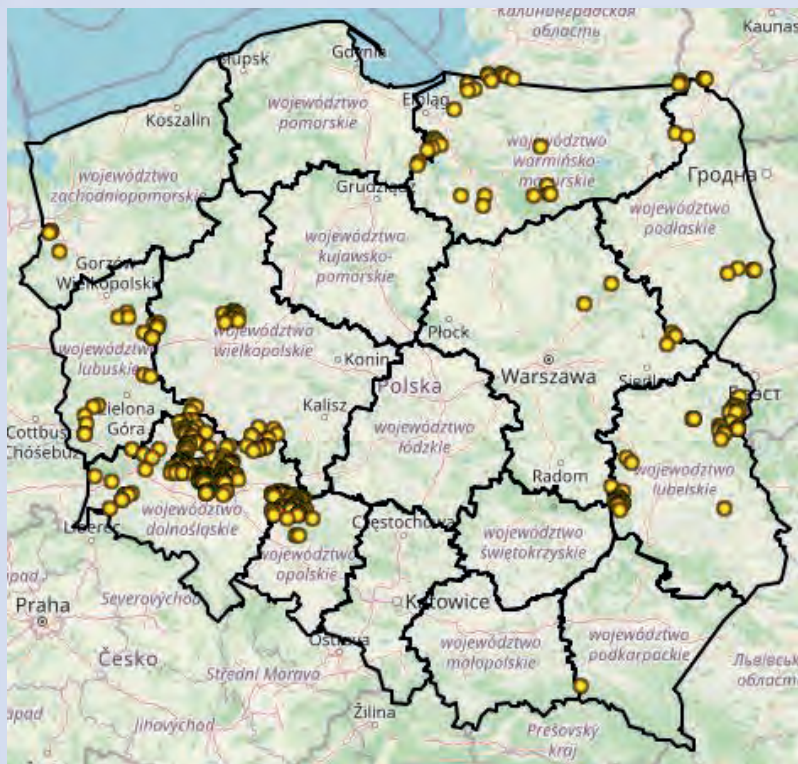 Калининградская
область
Kaunas
Gdynia
Słupsk
Elbląg
Koszalin
województwo
pomorskie
województwo
warmińsko-
mazurskie
Гродна
województwo
zachodniopomorskie
Grudziądz
województwo
podlaskie
województwo
kujawsko-
pomorskie
Gorzów
Wielkopolski
Płock
województwo
wielkopolskie
województwo
lubuskie
Konin
Warszawa
Siedlce
Polska
Брэст
Zielona
Góra
Kalisz
Cottbus
Chóśebuz
województwo
łódzkie
Radom
województwo
lubelskie
województwo
dolnośląskie
Liberec
Częstochowa
województwo
świętokrzyskie
województwo
opolskie
Praha
Severovýchod
Katowice
województwo
małopolskie
województwo
podkarpackie
Ostrava
Česko
Střední Morava
Львівська
область
Žilina
Jihovýchod
Prešovský
kraj